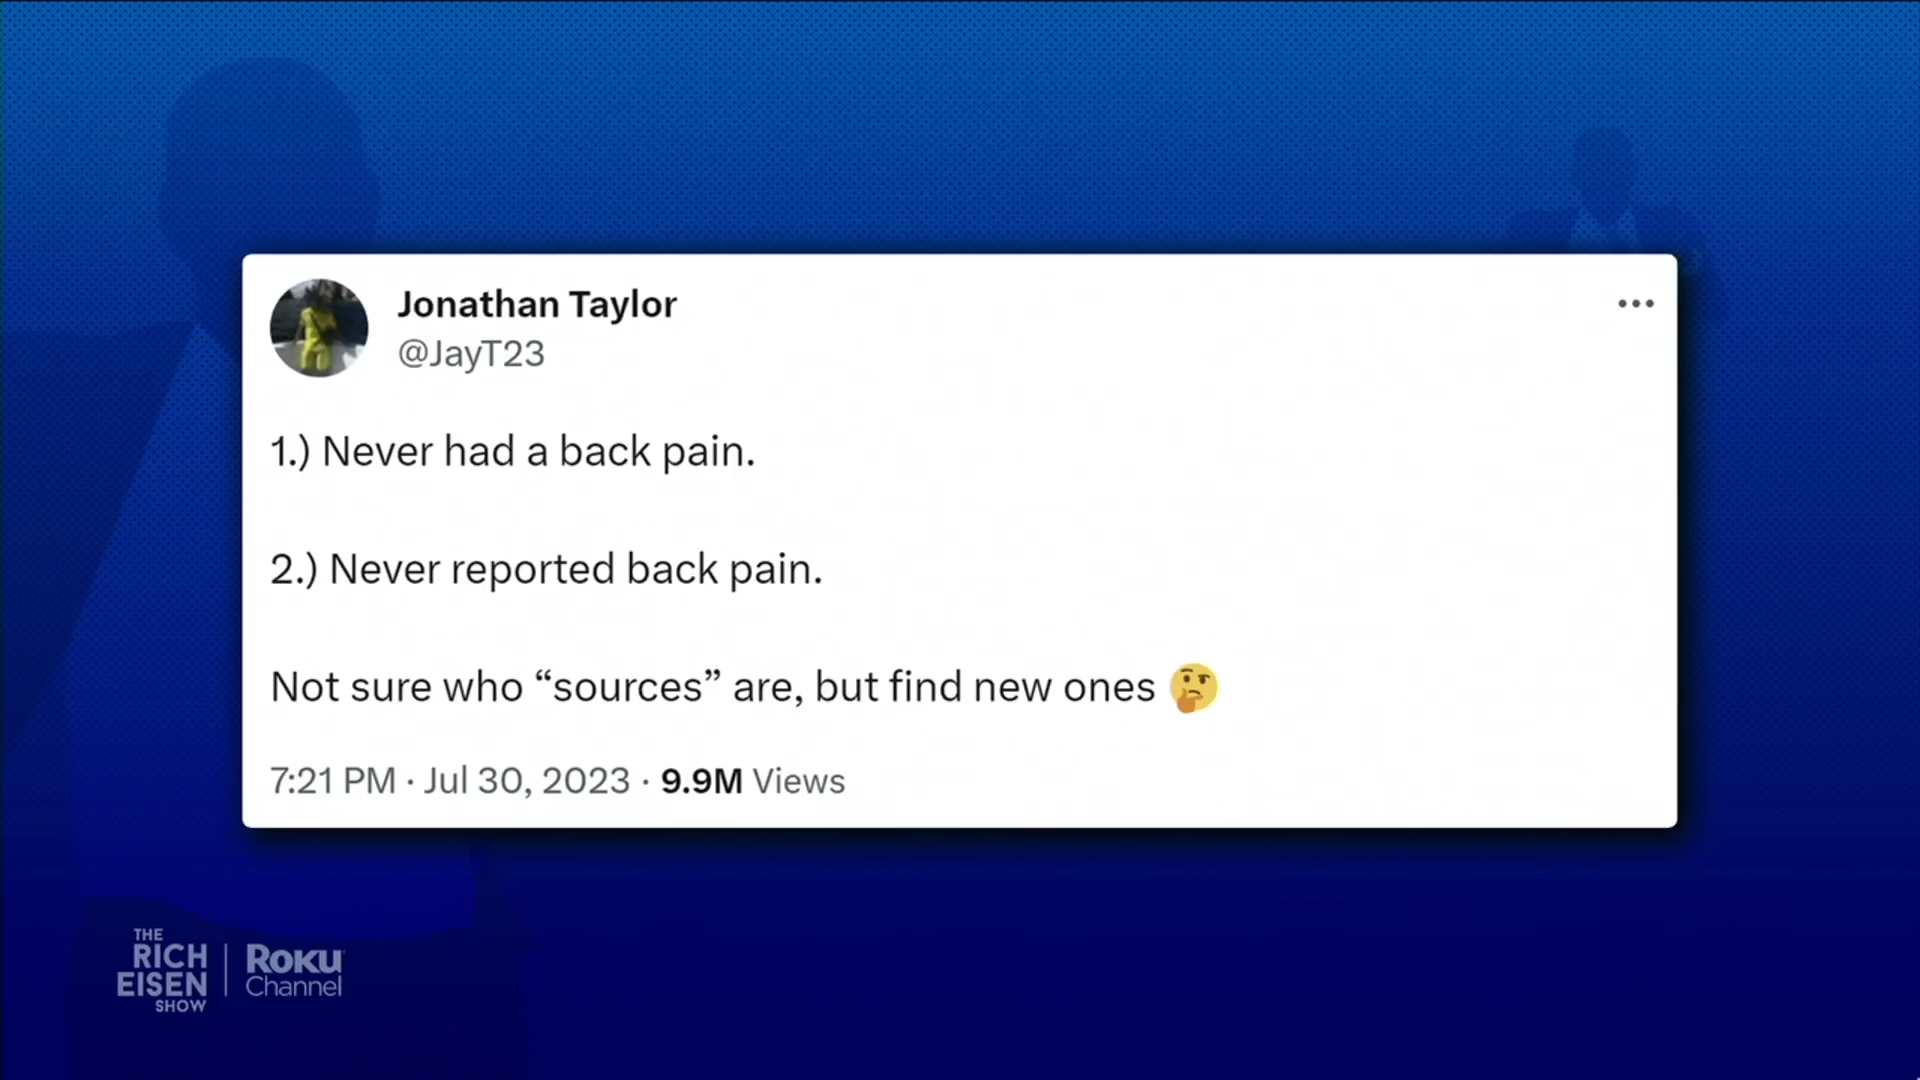 Jonathan Taylor
@JayT23
1.) Never had a back pain.
2.) Never reported back pain.
Not sure who “sources” are, but find new ones 🤔
7:21 PM · Jul 30, 2023 · 9.9M Views
THE
RICH
EISEN
SHOW
Roku
Channel